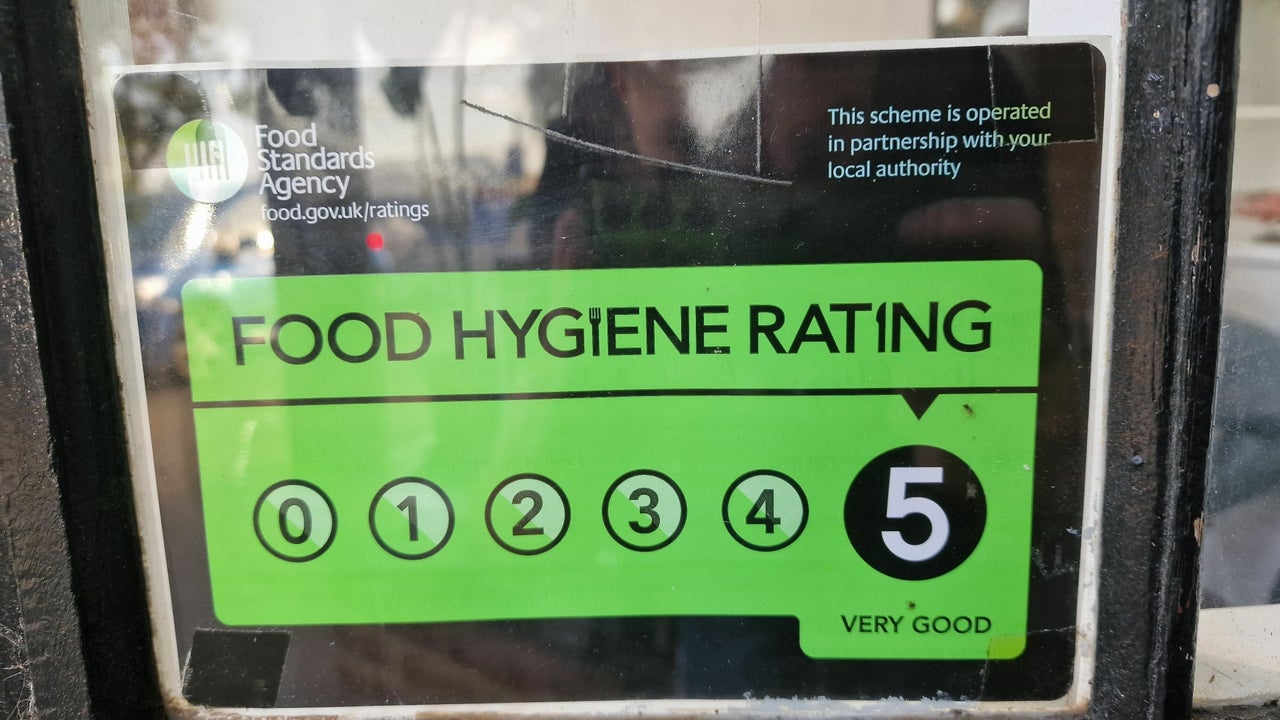 Food
Standards
Agency
food.gov.uk/ratings
This scheme is operated
in partnership with your
local authority
FOOD HYGIENE RATING
0 1 2 3 4 5
VERY GOOD